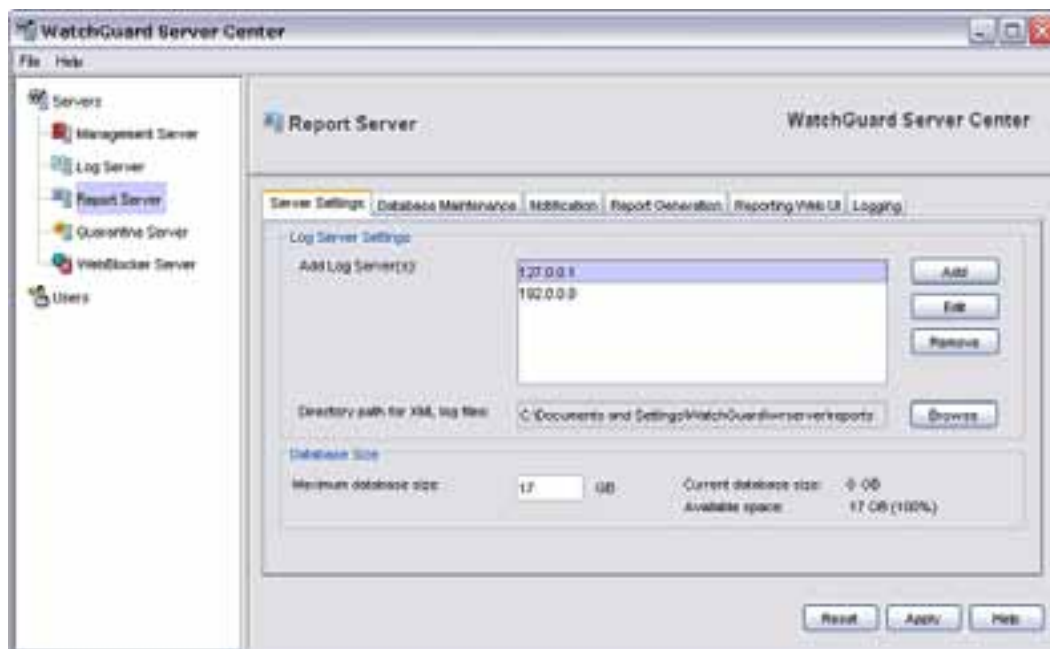 WatchGuard Server Center
File Help
Servers
Management Server
Log Server
Report Server
Quarantine Server
WebBlocker Server
Users
Report Server
WatchGuard Server Center
Server Settings Database Maintenance Notification Report Generation Reporting Web UI Logging
Log Server Settings
Add Log Server(s):
127.0.0.1
192.0.0.0
Add
Edit
Remove
Directory path for XML log files:
C:\Documents and Settings\WatchGuard\wrserver\reports
Browse
Database Size
Maximum database size:
17 GB
Current database size: 0 GB
Available space: 17 GB (100%)
Reset Apply Help